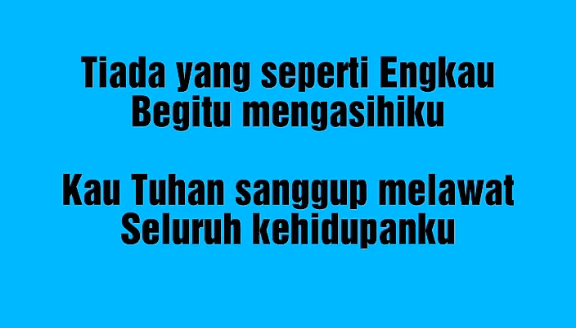 Tiada yang seperti Engkau
Begitu mengasihiku
Kau Tuhan sanggup melawat
Seluruh kehidupanku